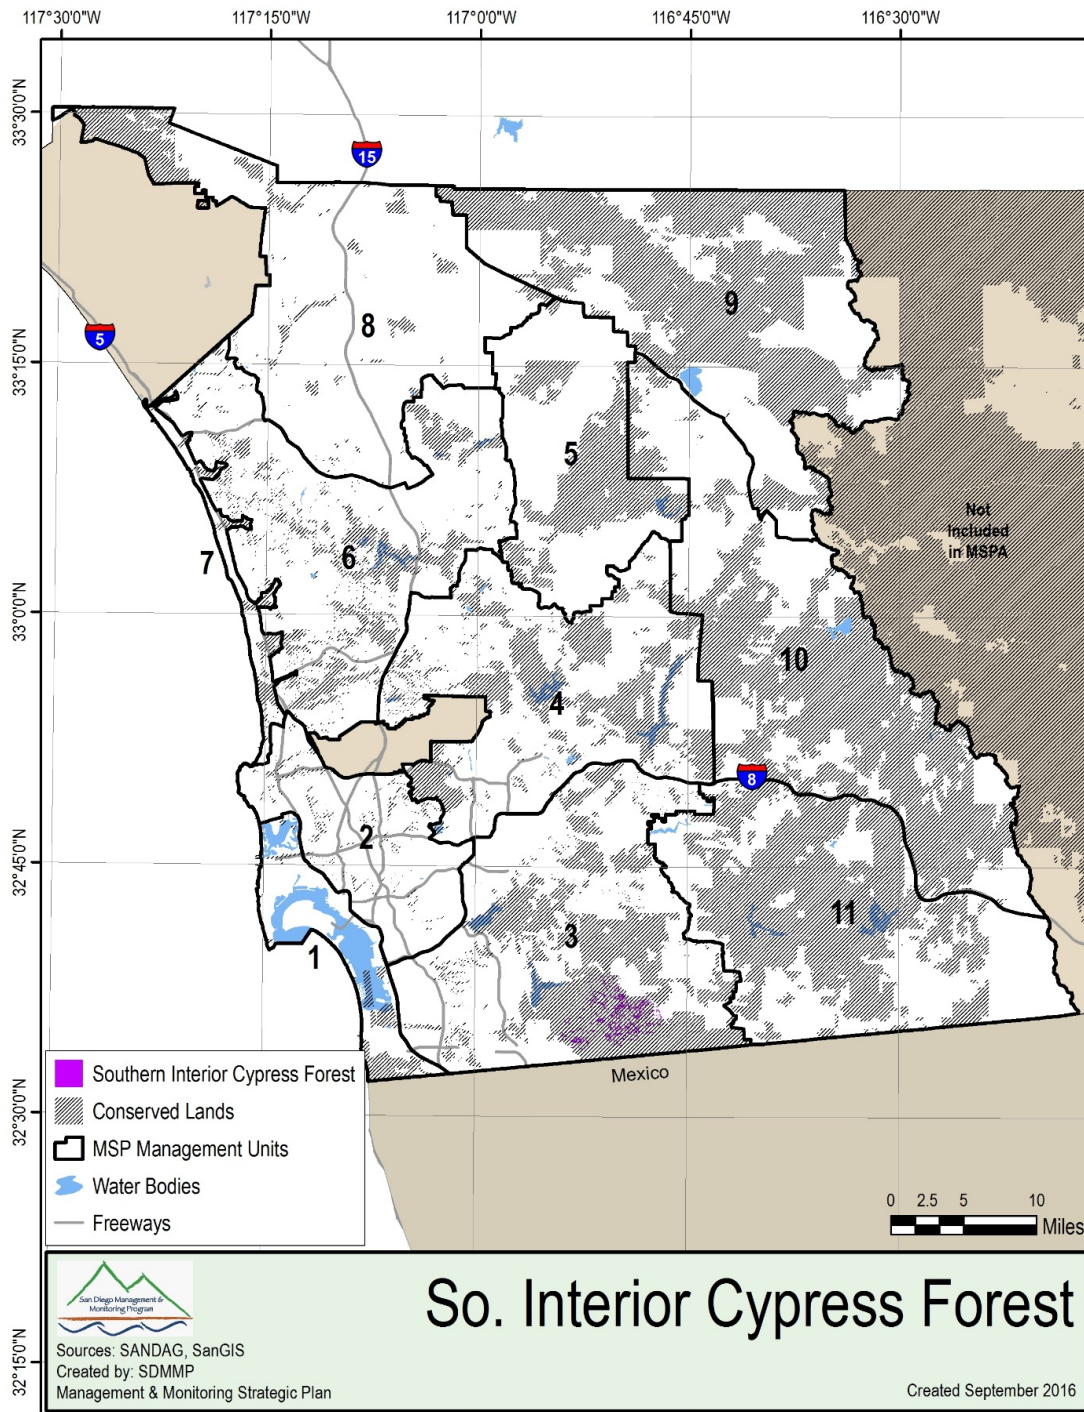 117°30'0"W
117°15'0"W
117°0'0"W
116°45'0"W
116°30'0"W
33°30'0"N
33°15'0"N
33°0'0"N
32°45'0"N
32°30'0"N
32°15'0"N
15
5
8
9
8
5
7
6
Not
Included
in MSPA
10
4
2
11
3
1
Mexico
Southern Interior Cypress Forest
Conserved Lands
MSP Management Units
Water Bodies
Freeways
0 2.5 5 10
Miles
San Diego Management &
Monitoring Program
So. Interior Cypress Forest
Sources: SANDAG, SanGIS
Created by: SDMMP
Management & Monitoring Strategic Plan
Created September 2016